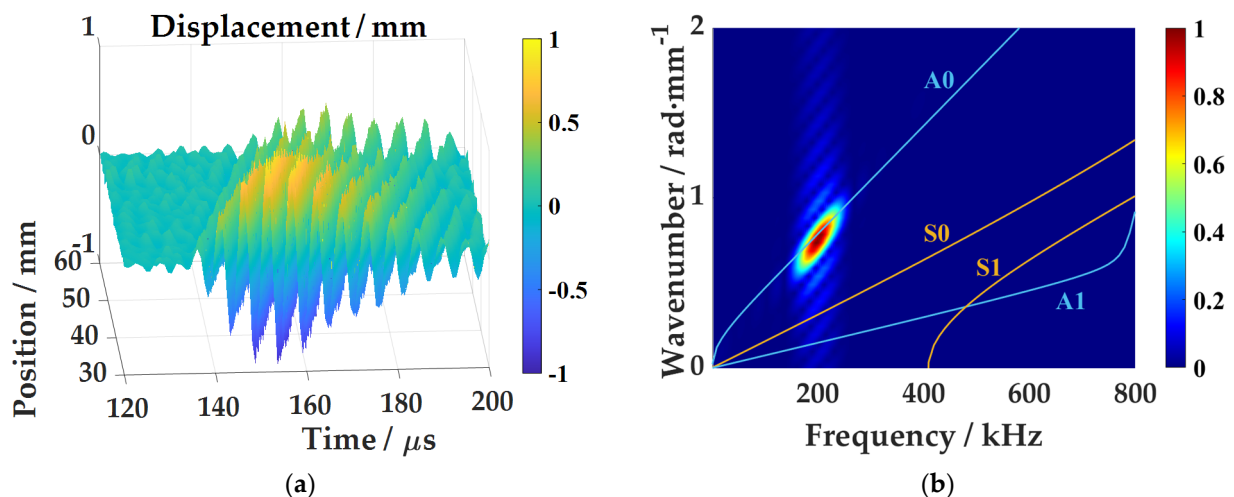 Displacement / mm
1
0
-1
60
50
40
30
Position / mm
120
140
160
180
200
Time / μs
1
0.5
0
-0.5
-1
(a)
2
1
0
Wavenumber / rad·mm⁻¹
A0
S0
S1
A1
200
400
600
800
Frequency / kHz
1
0.8
0.6
0.4
0.2
0
(b)